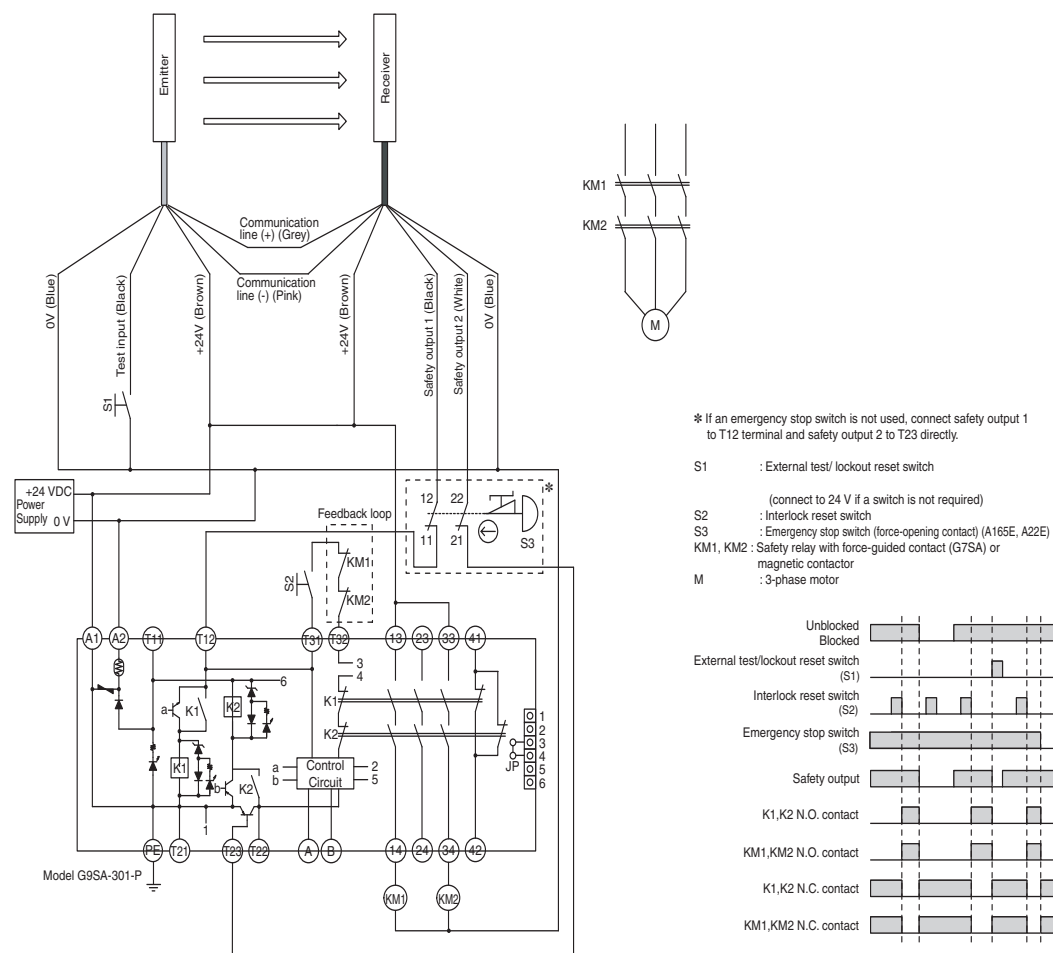 Emitter
Receiver
Communication
line (+) (Grey)
Communication
line (-) (Pink)
0V (Blue)
Test input (Black)
+24V (Brown)
+24V (Brown)
Safety output 1 (Black)
Safety output 2 (White)
0V (Blue)
KM1
KM2
M
S1
+24 VDC
Power
Supply 0 V
Feedback loop
12
22
*
11
21
S3
S2
KM1
KM2
A1
A2
T11
T12
T31
T32
13
23
33
41
3
4
6
a
K1
K2
K1
K2
K1
b
K2
a
b
Control
Circuit
2
5
1
1
2
3
4
5
6
JP
PE
T21
T23
T22
A
B
14
24
34
42
Model G9SA-301-P
KM1
KM2
* If an emergency stop switch is not used, connect safety output 1
to T12 terminal and safety output 2 to T23 directly.
S1 : External test/ lockout reset switch
(connect to 24 V if a switch is not required)
S2 : Interlock reset switch
S3 : Emergency stop switch (force-opening contact) (A165E, A22E)
KM1, KM2 : Safety relay with force-guided contact (G7SA) or
magnetic contactor
M : 3-phase motor
Unblocked
Blocked
External test/lockout reset switch
(S1)
Interlock reset switch
(S2)
Emergency stop switch
(S3)
Safety output
K1,K2 N.O. contact
KM1,KM2 N.O. contact
K1,K2 N.C. contact
KM1,KM2 N.C. contact